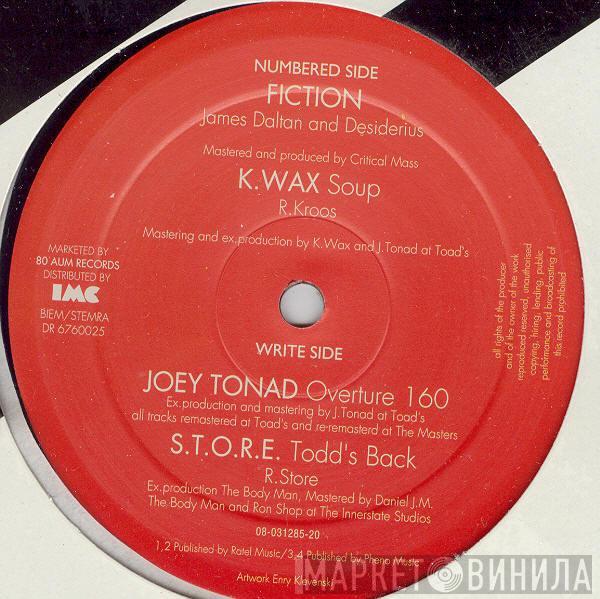 NUMBERED SIDE
FICTION
James Daltan and Desiderius
Mastered and produced by Critical Mass
K.WAX Soup
R.Kroos
Mastering and ex.production by K.Wax and J.Tonad at Toad's
MARKETED BY
80 AUM RECORDS
DISTRIBUTED BY
IMC
BIEM/STEMRA
DR 6760025
all rights of the producer
and of the owner of the work
reproduced reserved, unauthorised
copying, hiring, lending, public
performance and broadcasting of
this record prohibited
WRITE SIDE
JOEY TONAD Overture 160
Ex.production and mastering by J.Tonad at Toad's
all tracks remastered at Toad's and re-remasterd at The Masters
S.T.O.R.E. Todd's Back
R.Store
Ex.production The Body Man, Mastered by Daniel J.M.
The Body Man and Ron Shop at The Innerstate Studios
08-031285-20
1,2 Published by Ratel Music/3,4 Published by Pheno Music
Artwork Enry Klevenski
МАРКЕТ ВИНИЛА